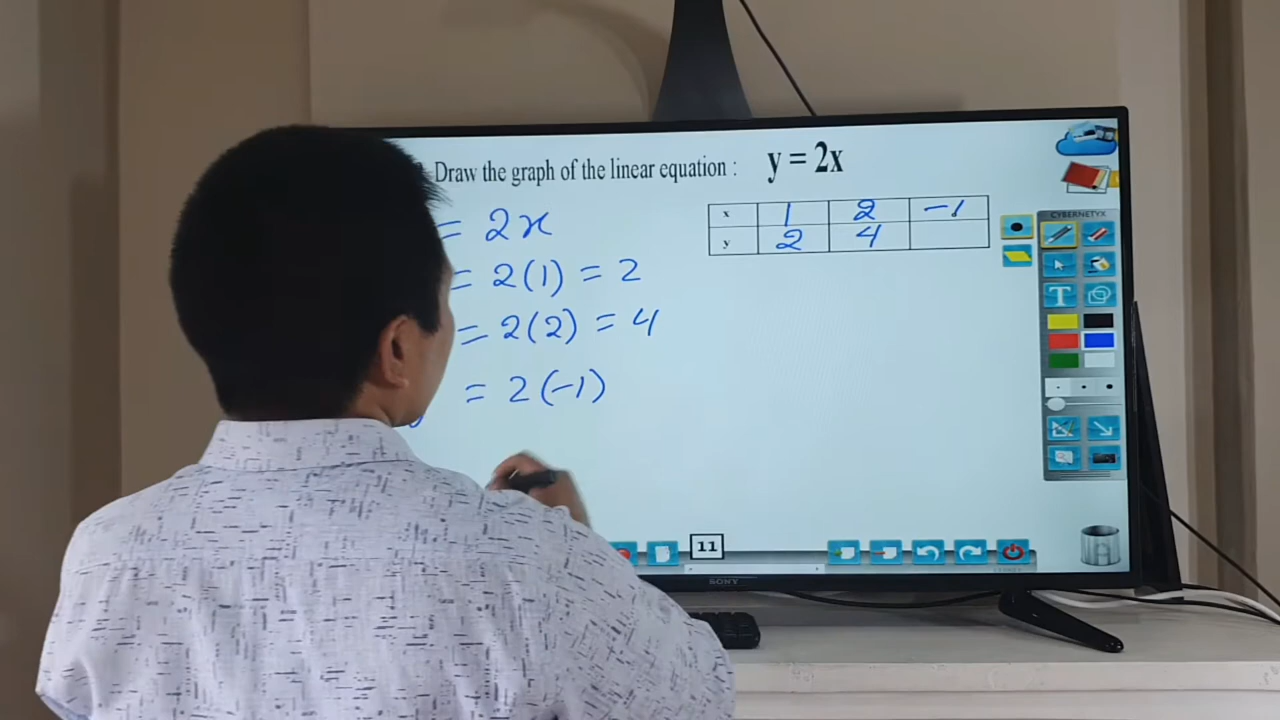 Draw the graph of the linear equation : y = 2x
= 2x
= 2(1) = 2
= 2(2) = 4
= 2(-1)
x 1 2 -1
y 2 4
CYBERNETYX
T
11
SONY